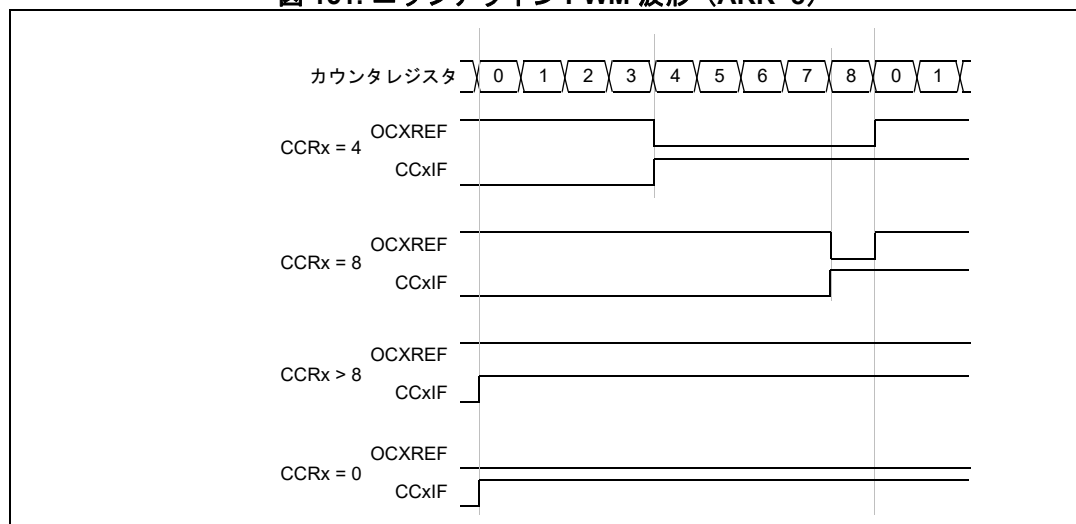 カウンタレジスタ 0 1 2 3 4 5 6 7 8 0 1
OCXREF
CCRx = 4
CCxIF
OCXREF
CCRx = 8
CCxIF
OCXREF
CCRx > 8
CCxIF
OCXREF
CCRx = 0
CCxIF